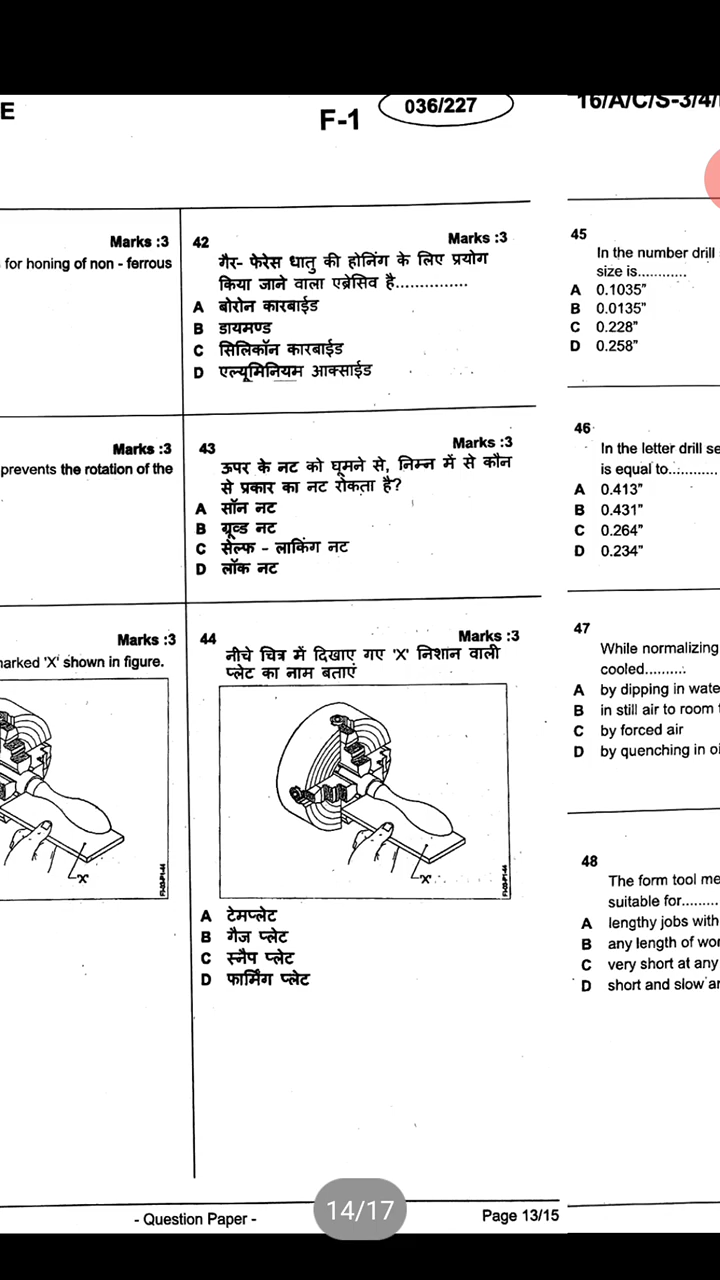 E
F-1
036/227
16/A/C/S-3/4/
Marks :3
for honing of non - ferrous
42
Marks :3
गैर- फेरेस धातु की होनिंग के लिए प्रयोग
किया जाने वाला एब्रेसिव है...............
A बोरोन कारबाईड
B डायमण्ड
C सिलिकॉन कारबाईड
D एल्यूमिनियम आक्साईड
Marks :3
prevents the rotation of the
43
Marks :3
ऊपर के नट को घूमने से, निम्न में से कौन
से प्रकार का नट रोकता है?
A सॉन नट
B ग्रूव्ड नट
C सेल्फ - लाकिंग नट
D लॉक नट
Marks :3
marked 'X' shown in figure.
'X'
44
Marks :3
नीचे चित्र में दिखाए गए 'X' निशान वाली
प्लेट का नाम बताएं
'X'
A टेमप्लेट
B गैज प्लेट
C स्नैप प्लेट
D फार्मिंग प्लेट
45
In the number drill
size is............
A 0.1035"
B 0.0135"
C 0.228"
D 0.258"
46
In the letter drill se
is equal to............
A 0.413"
B 0.431"
C 0.264"
D 0.234"
47
While normalizing
cooled.........
A by dipping in wate
B in still air to room
C by forced air
D by quenching in oi
48
The form tool me
suitable for.........
A lengthy jobs with
B any length of wor
C very short at any
D short and slow ar
- Question Paper -
14/17
Page 13/15